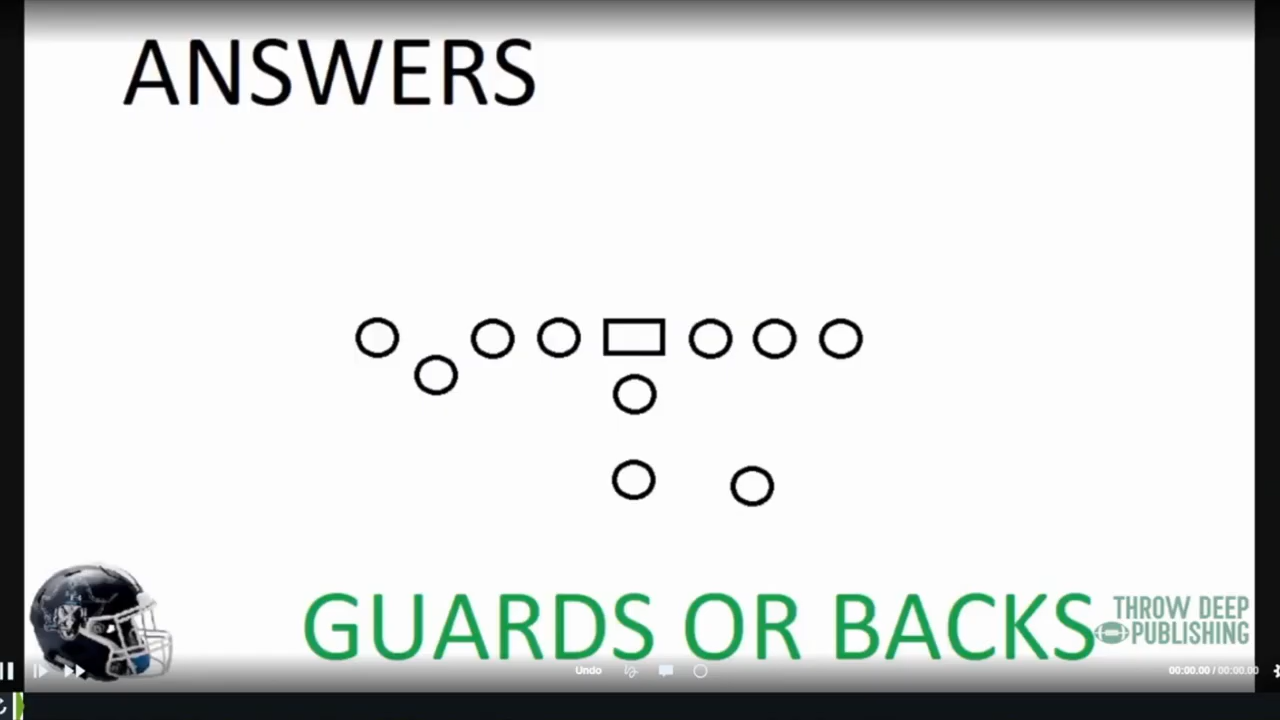 ANSWERS
GUARDS OR BACKS
THROW DEEP
PUBLISHING
Undo
00:00.00 / 00:00.00